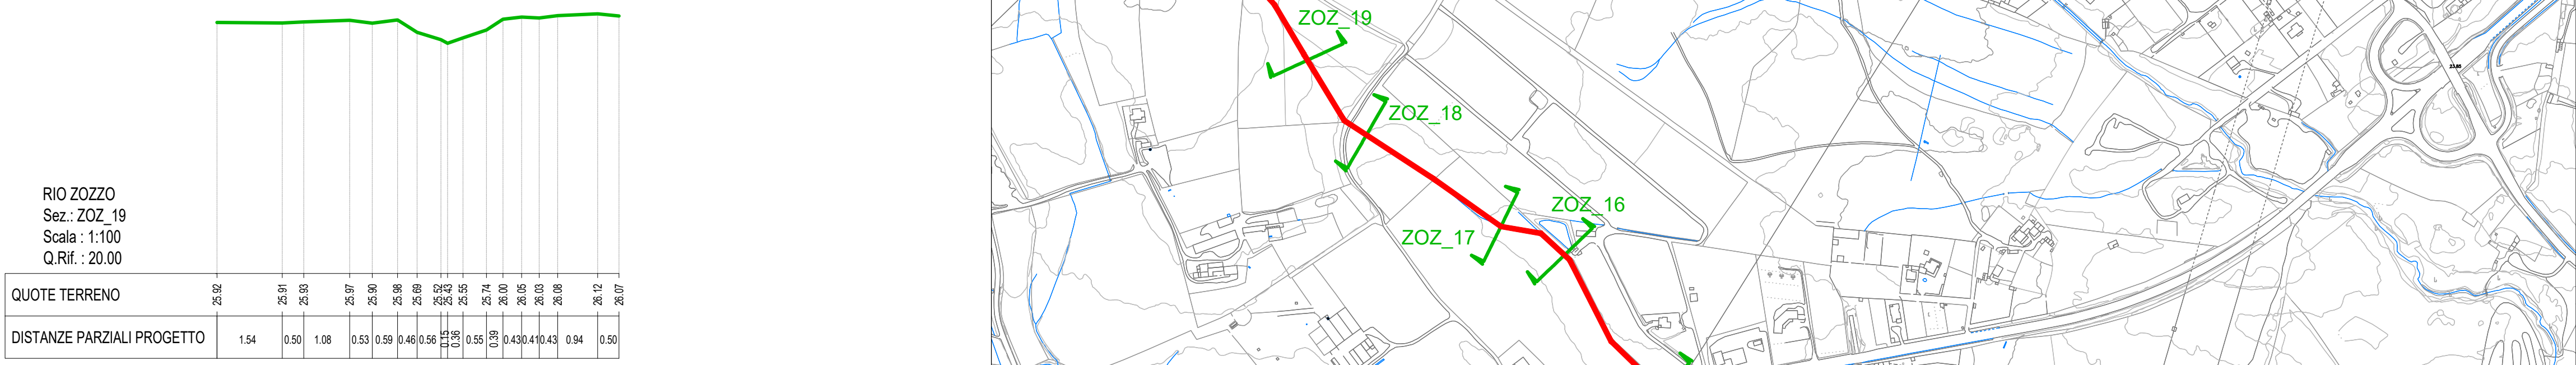 RIO ZOZZO
Sez.: ZOZ_19
Scala : 1:100
Q.Rif. : 20.00
QUOTE TERRENO 25.92 25.91 25.93 25.97 25.90 25.98 25.69 25.52 25.43 25.55 25.74 26.00 26.05 26.03 26.08 26.12 26.07
DISTANZE PARZIALI PROGETTO 1.54 0.50 1.08 0.53 0.59 0.46 0.56 0.15 0.36 0.55 0.39 0.43 0.41 0.43 0.94 0.50
ZOZ_19
ZOZ_18
ZOZ_16
ZOZ_17
23.85